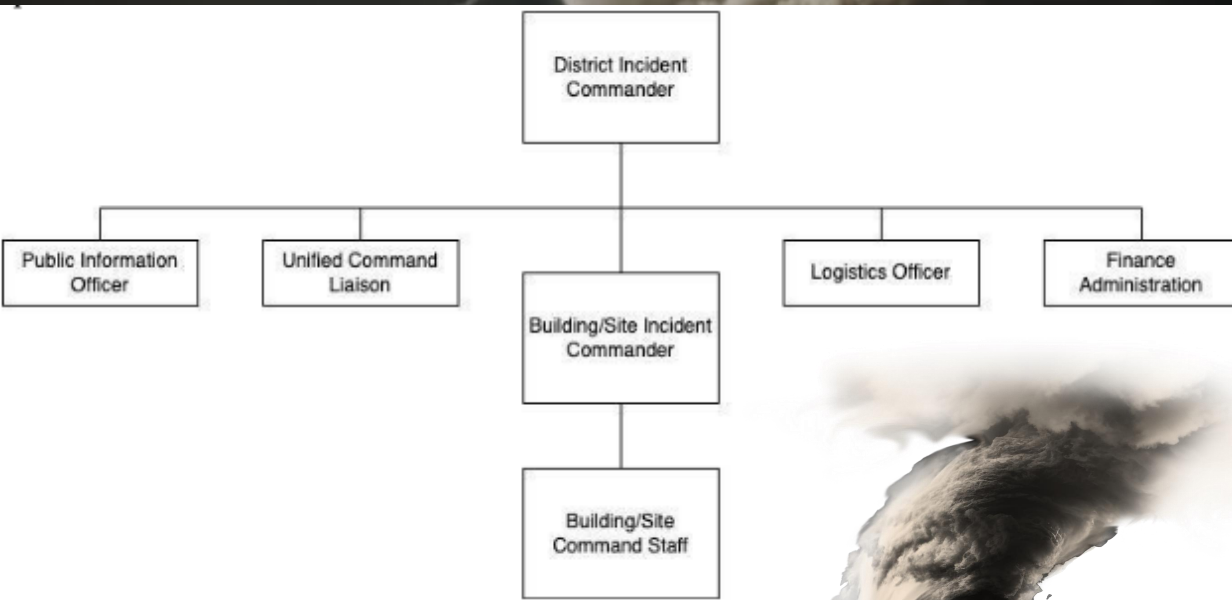 District Incident
Commander
Public Information
Officer
Unified Command
Liaison
Building/Site Incident
Commander
Logistics Officer
Finance
Administration
Building/Site
Command Staff